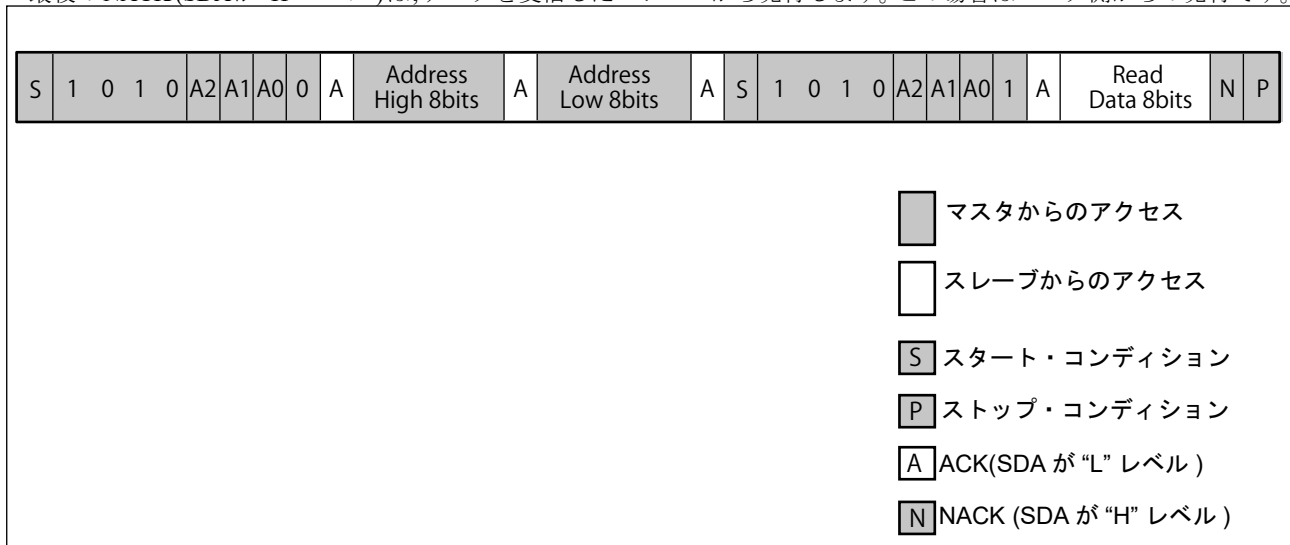 S 1 0 1 0 A2 A1 A0 0 A Address High 8bits A Address Low 8bits A S 1 0 1 0 A2 A1 A0 1 A Read Data 8bits N P
マスタからのアクセス
スレーブからのアクセス
S スタート・コンディション
P ストップ・コンディション
A ACK(SDA が “L” レベル )
N NACK (SDA が “H” レベル )